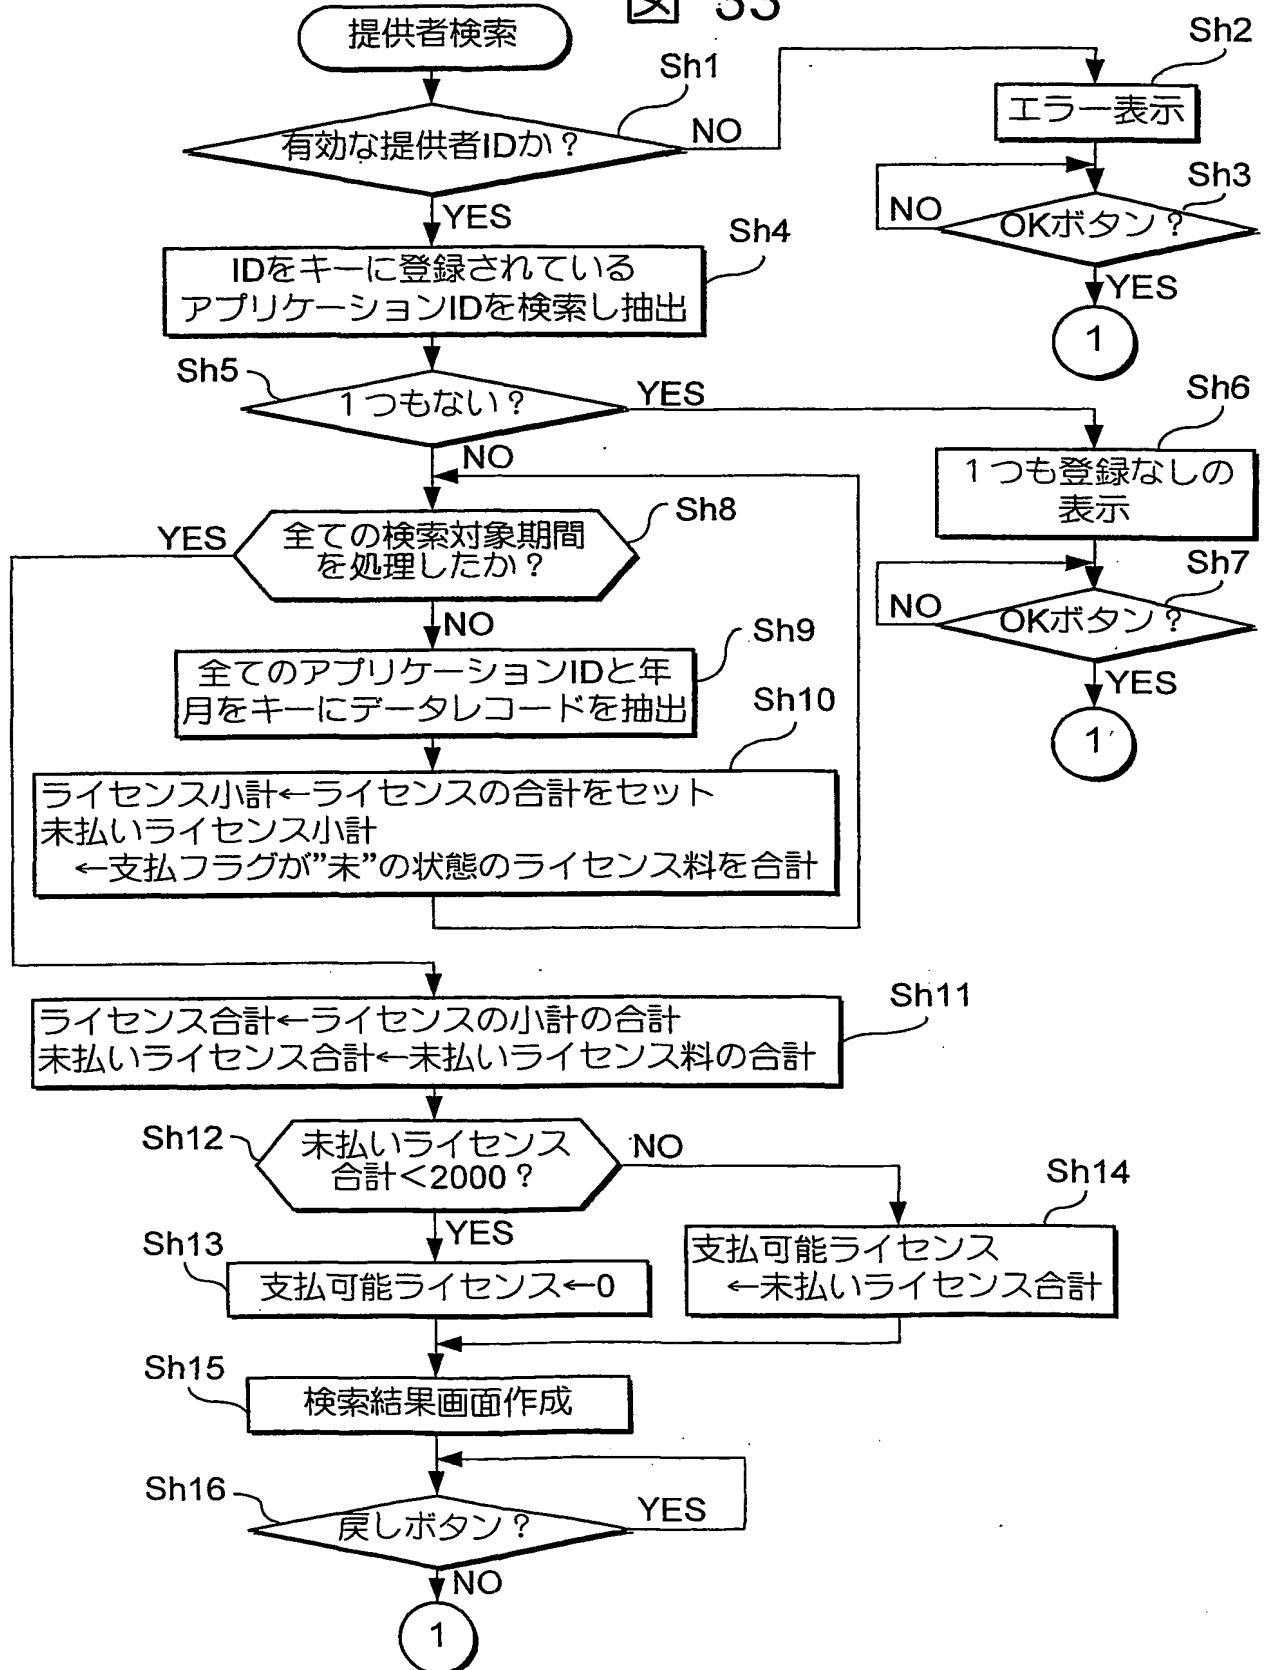 図 33
提供者検索
Sh1
有効な提供者IDか？
NO
YES
Sh2
エラー表示
Sh3
OKボタン？
NO
YES
1
Sh4
IDをキーに登録されている
アプリケーションIDを検索し抽出
Sh5
１つもない？
YES
NO
Sh6
１つも登録なしの
表示
Sh7
OKボタン？
NO
YES
1
Sh8
全ての検索対象期間
を処理したか？
YES
NO
Sh9
全てのアプリケーションIDと年
月をキーにデータレコードを抽出
Sh10
ライセンス小計←ライセンスの合計をセット
未払いライセンス小計
←支払フラグが”未”の状態のライセンス料を合計
Sh11
ライセンス合計←ライセンスの小計の合計
未払いライセンス合計←未払いライセンス料の合計
Sh12
未払いライセンス
合計＜2000？
NO
YES
Sh13
支払可能ライセンス←0
Sh14
支払可能ライセンス
←未払いライセンス合計
Sh15
検索結果画面作成
Sh16
戻しボタン？
YES
NO
1